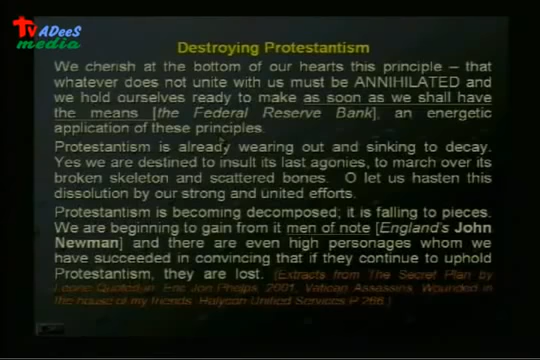 Tv ADeeS
media
Destroying Protestantism
We cherish at the bottom of our hearts this principle – that
whatever does not unite with us must be ANNIHILATED and
we hold ourselves ready to make as soon as we shall have
the means [the Federal Reserve Bank], an energetic
application of these principles.
Protestantism is already wearing out and sinking to decay.
Yes we are destined to insult its last agonies, to march over its
broken skeleton and scattered bones. O let us hasten this
dissolution by our strong and united efforts.
Protestantism is becoming decomposed; it is falling to pieces.
We are beginning to gain from it men of note [England's John
Newman] and there are even high personages whom we
have succeeded in convincing that if they continue to uphold
Protestantism, they are lost. (Extracts from The Secret Plan by
Leone Quoted in: Eric Jon Phelps, 2001, Vatican Assassins, Wounded in
the house of my friends. Halycon Unified Services P 266.)